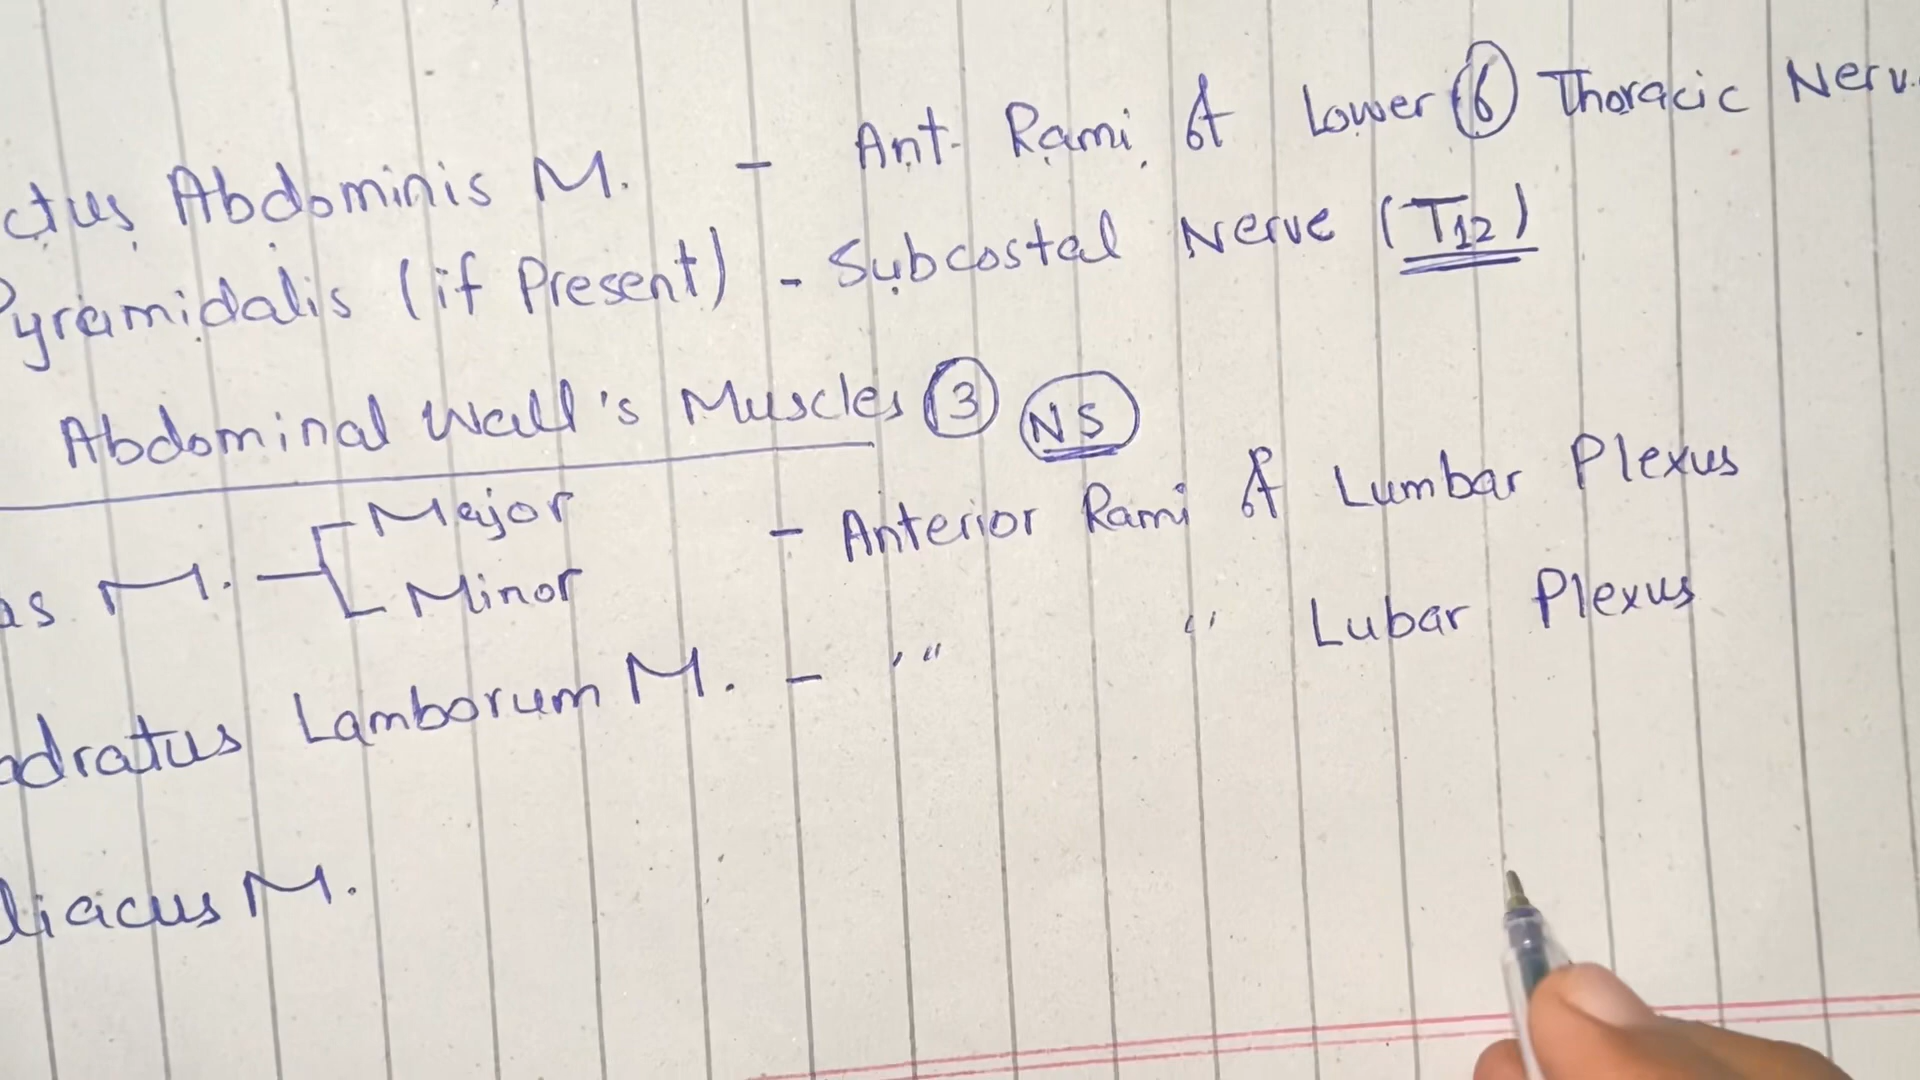 ctus Abdominis M. - Ant. Rami of Lower 6 Thoracic Nerv
Pyramidalis (if Present) - Subcostal Nerve (T12)
Abdominal Wall's Muscles 3 NS
as M. Major - Anterior Rami of Lumbar Plexus
Minor
adratus Lamborum M. - " " Lubar Plexus
liacus M.